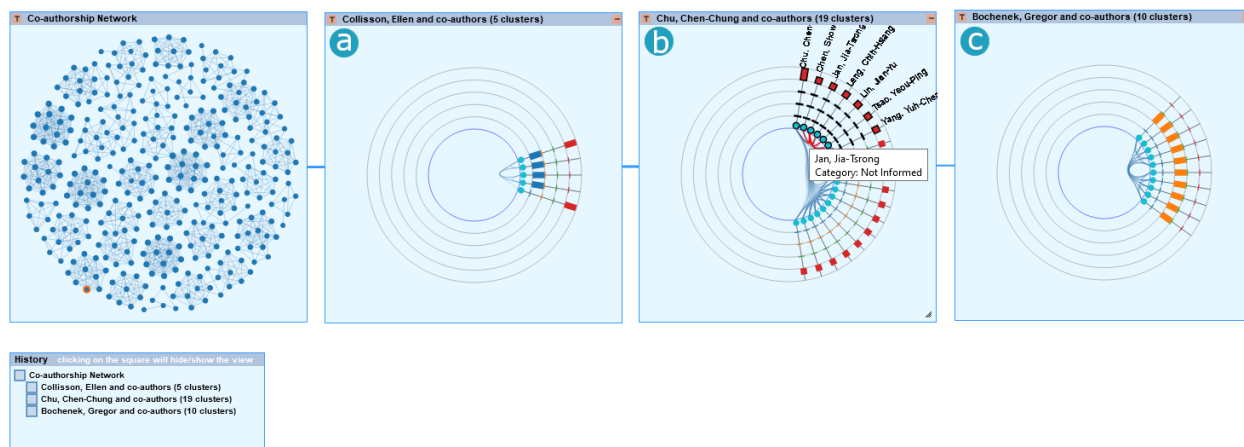 T Co-authorship Network
T Collisson, Ellen and co-authors (5 clusters)
T Chu, Chen-Chung and co-authors (19 clusters)
T Bochenek, Gregor and co-authors (10 clusters)
a
b
c
Chu, Chen
Chen, Show
Jan, Jia-Tsrong
Leng, Chih-Hsiang
Lin, Jian-Yu
Tsao, Yeou-Ping
Yang, Yuh-Chen
Jan, Jia-Tsrong
Category: Not Informed
History clicking on the square will hide/show the view
Co-authorship Network
Collisson, Ellen and co-authors (5 clusters)
Chu, Chen-Chung and co-authors (19 clusters)
Bochenek, Gregor and co-authors (10 clusters)